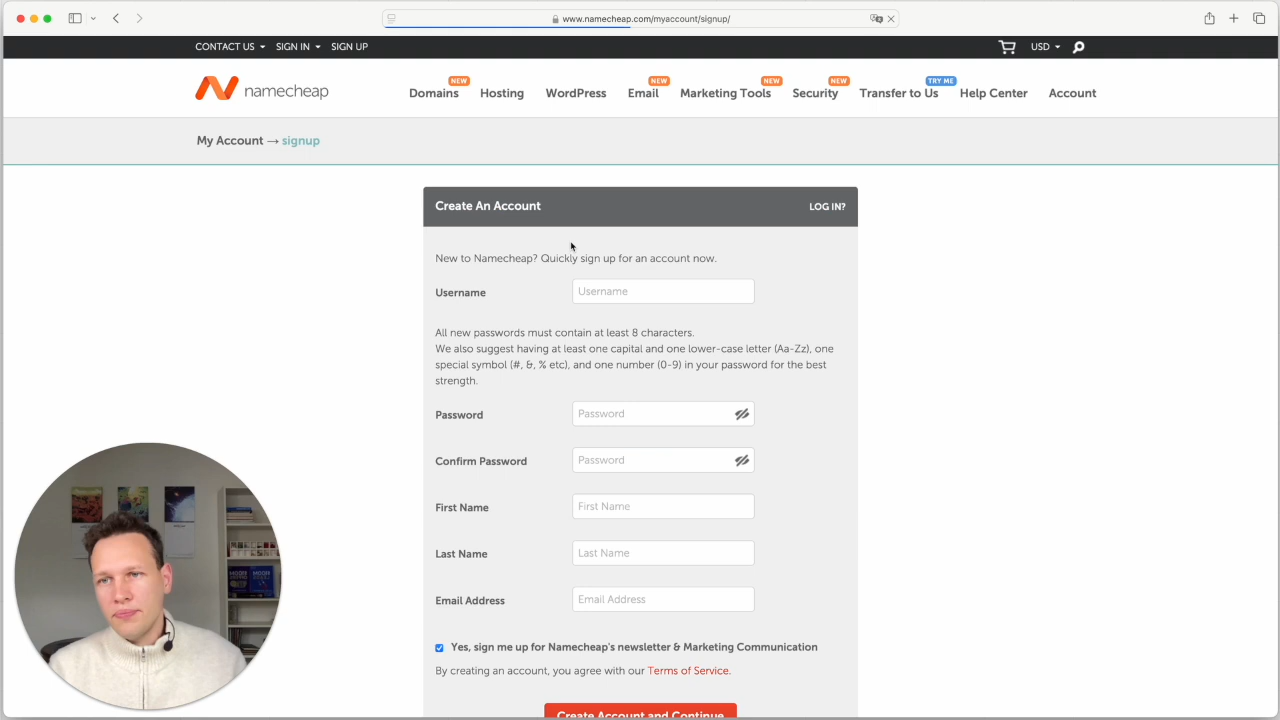 www.namecheap.com/myaccount/signup/
CONTACT US SIGN IN SIGN UP
USD
namecheap
NEW NEW NEW NEW TRY ME
Domains Hosting WordPress Email Marketing Tools Security Transfer to Us Help Center Account
My Account → signup
Create An Account LOG IN?
New to Namecheap? Quickly sign up for an account now.
Username Username
All new passwords must contain at least 8 characters.
We also suggest having at least one capital and one lower-case letter (Aa-Zz), one
special symbol (#, &, % etc), and one number (0-9) in your password for the best
strength.
Password Password
Confirm Password Password
First Name First Name
Last Name Last Name
Email Address Email Address
Yes, sign me up for Namecheap's newsletter & Marketing Communication
By creating an account, you agree with our Terms of Service.
Create Account and Continue